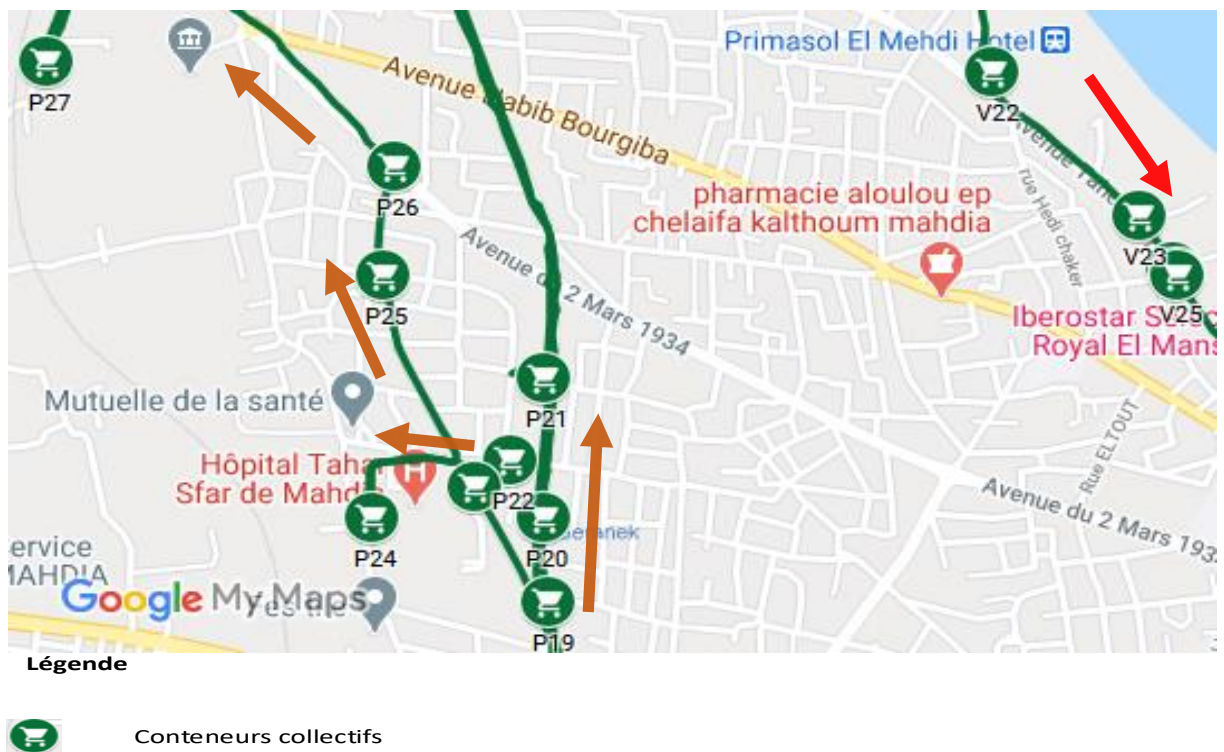 Primasol El Mehdi Hotel
P27
Avenue Habib Bourgiba
V22
Avenue
P26
pharmacie aloulou ep
chelaifa kalthoum mahdia
rue Hedi chaker
V23
Avenue du 2 Mars 1934
P25
V25
Iberostar
Royal El Mans
Mutuelle de la santé
P21
Rue ELTOUT
Hôpital Tahar
Sfar de Mahdia
H
P22
Avenue du 2 Mars 193
P24
P20
ervice
MAHDIA
Google My Maps
P19
Légende
Conteneurs collectifs